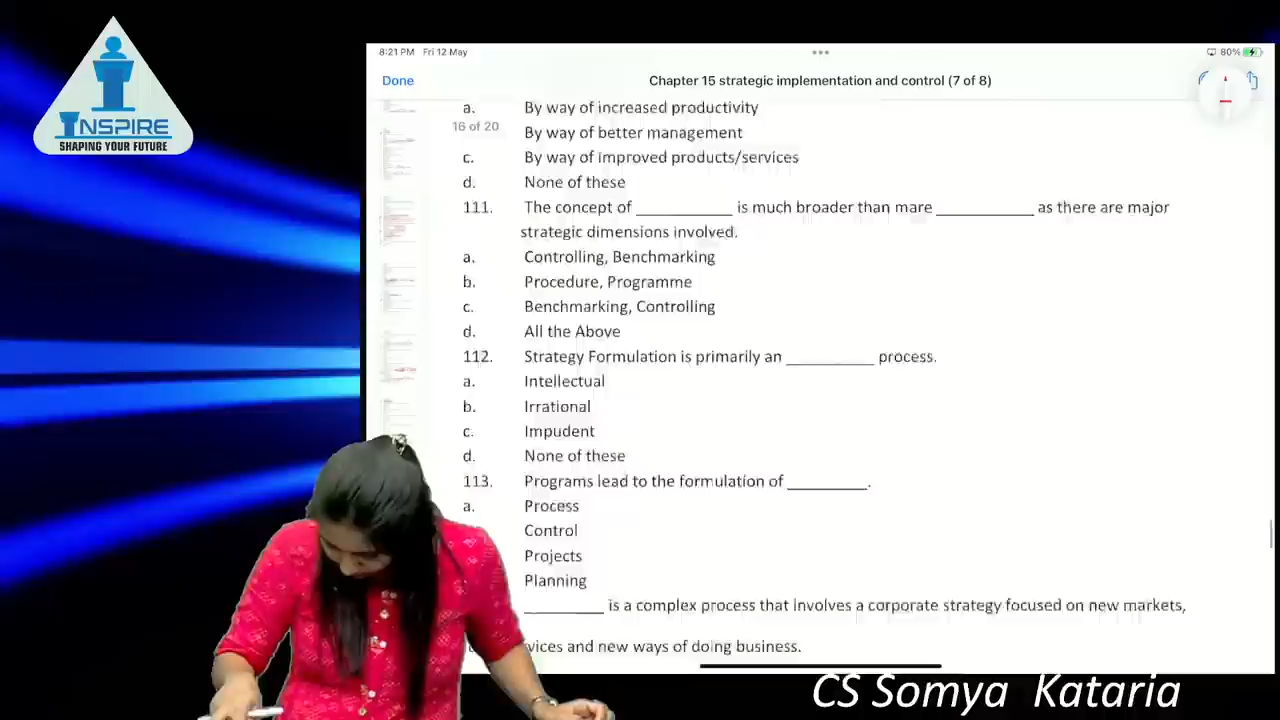 INSPIRE
SHAPING YOUR FUTURE
8:21 PM Fri 12 May
80%
Done
Chapter 15 strategic implementation and control (7 of 8)
a. By way of increased productivity
16 of 20
By way of better management
c. By way of improved products/services
d. None of these
111. The concept of __________ is much broader than mare __________ as there are major
strategic dimensions involved.
a. Controlling, Benchmarking
b. Procedure, Programme
c. Benchmarking, Controlling
d. All the Above
112. Strategy Formulation is primarily an _________ process.
a. Intellectual
b. Irrational
c. Impudent
d. None of these
113. Programs lead to the formulation of ________.
a. Process
Control
Projects
Planning
________ is a complex process that involves a corporate strategy focused on new markets,
vices and new ways of doing business.
CS Somya Kataria